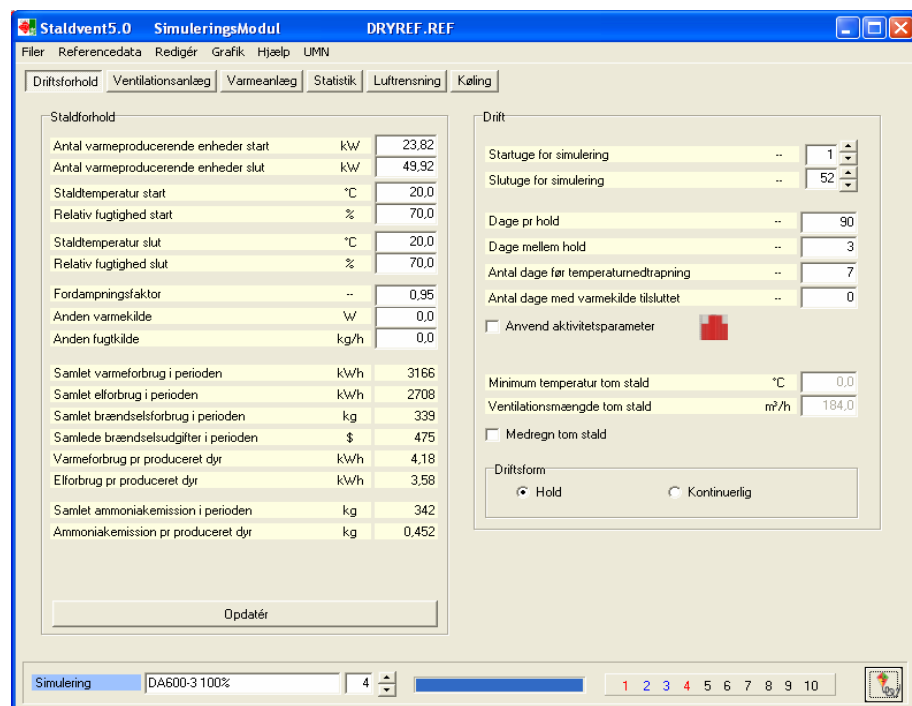 Staldvent5.0 SimuleringsModul DRYREF.REF
Filer Referencedata Redigér Grafik Hjælp UMN
Driftsforhold Ventilationsanlæg Varmeanlæg Statistik Luftrensning Køling
Staldforhold
Antal varmeproducerende enheder start kW 23,82
Antal varmeproducerende enheder slut kW 49,92
Staldtemperatur start °C 20,0
Relativ fugtighed start % 70,0
Staldtemperatur slut °C 20,0
Relativ fugtighed slut % 70,0
Fordampningsfaktor -- 0,95
Anden varmekilde W 0,0
Anden fugtkilde kg/h 0,0
Samlet varmeforbrug i perioden kWh 3166
Samlet elforbrug i perioden kWh 2708
Samlet brændselsforbrug i perioden kg 339
Samlede brændselsudgifter i perioden $ 475
Varmeforbrug pr produceret dyr kWh 4,18
Elforbrug pr produceret dyr kWh 3,58
Samlet ammoniakemission i perioden kg 342
Ammoniakemission pr produceret dyr kg 0,452
Opdatér
Drift
Startuge for simulering -- 1
Slutuge for simulering -- 52
Dage pr hold -- 90
Dage mellem hold -- 3
Antal dage før temperaturnedtrapning -- 7
Antal dage med varmekilde tilsluttet -- 0
Anvend aktivitetsparameter
Minimum temperatur tom stald °C 0,0
Ventilationsmængde tom stald m³/h 184,0
Medregn tom stald
Driftsform
Hold Kontinuerlig
Simulering DA600-3 100% 4 1 2 3 4 5 6 7 8 9 10